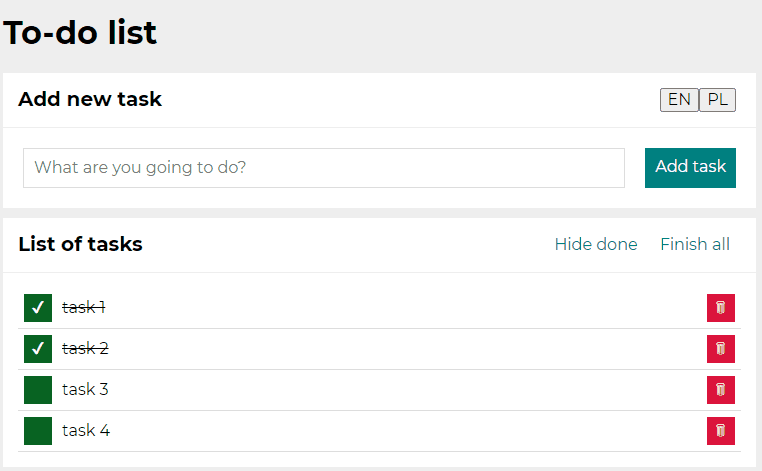 To-do list
Add new task EN PL
What are you going to do? Add task
List of tasks Hide done Finish all
task 1
task 2
task 3
task 4